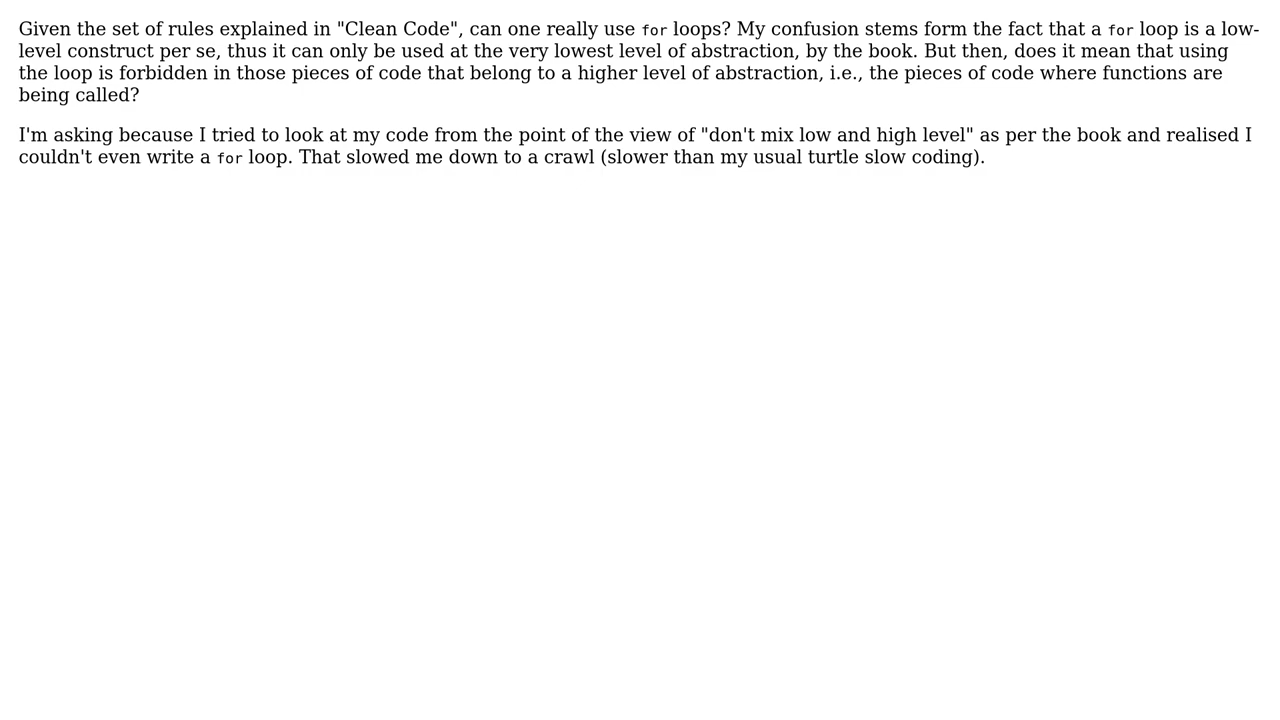 Given the set of rules explained in "Clean Code", can one really use for loops? My confusion stems form the fact that a for loop is a low-
level construct per se, thus it can only be used at the very lowest level of abstraction, by the book. But then, does it mean that using
the loop is forbidden in those pieces of code that belong to a higher level of abstraction, i.e., the pieces of code where functions are
being called?
I'm asking because I tried to look at my code from the point of the view of "don't mix low and high level" as per the book and realised I
couldn't even write a for loop. That slowed me down to a crawl (slower than my usual turtle slow coding).